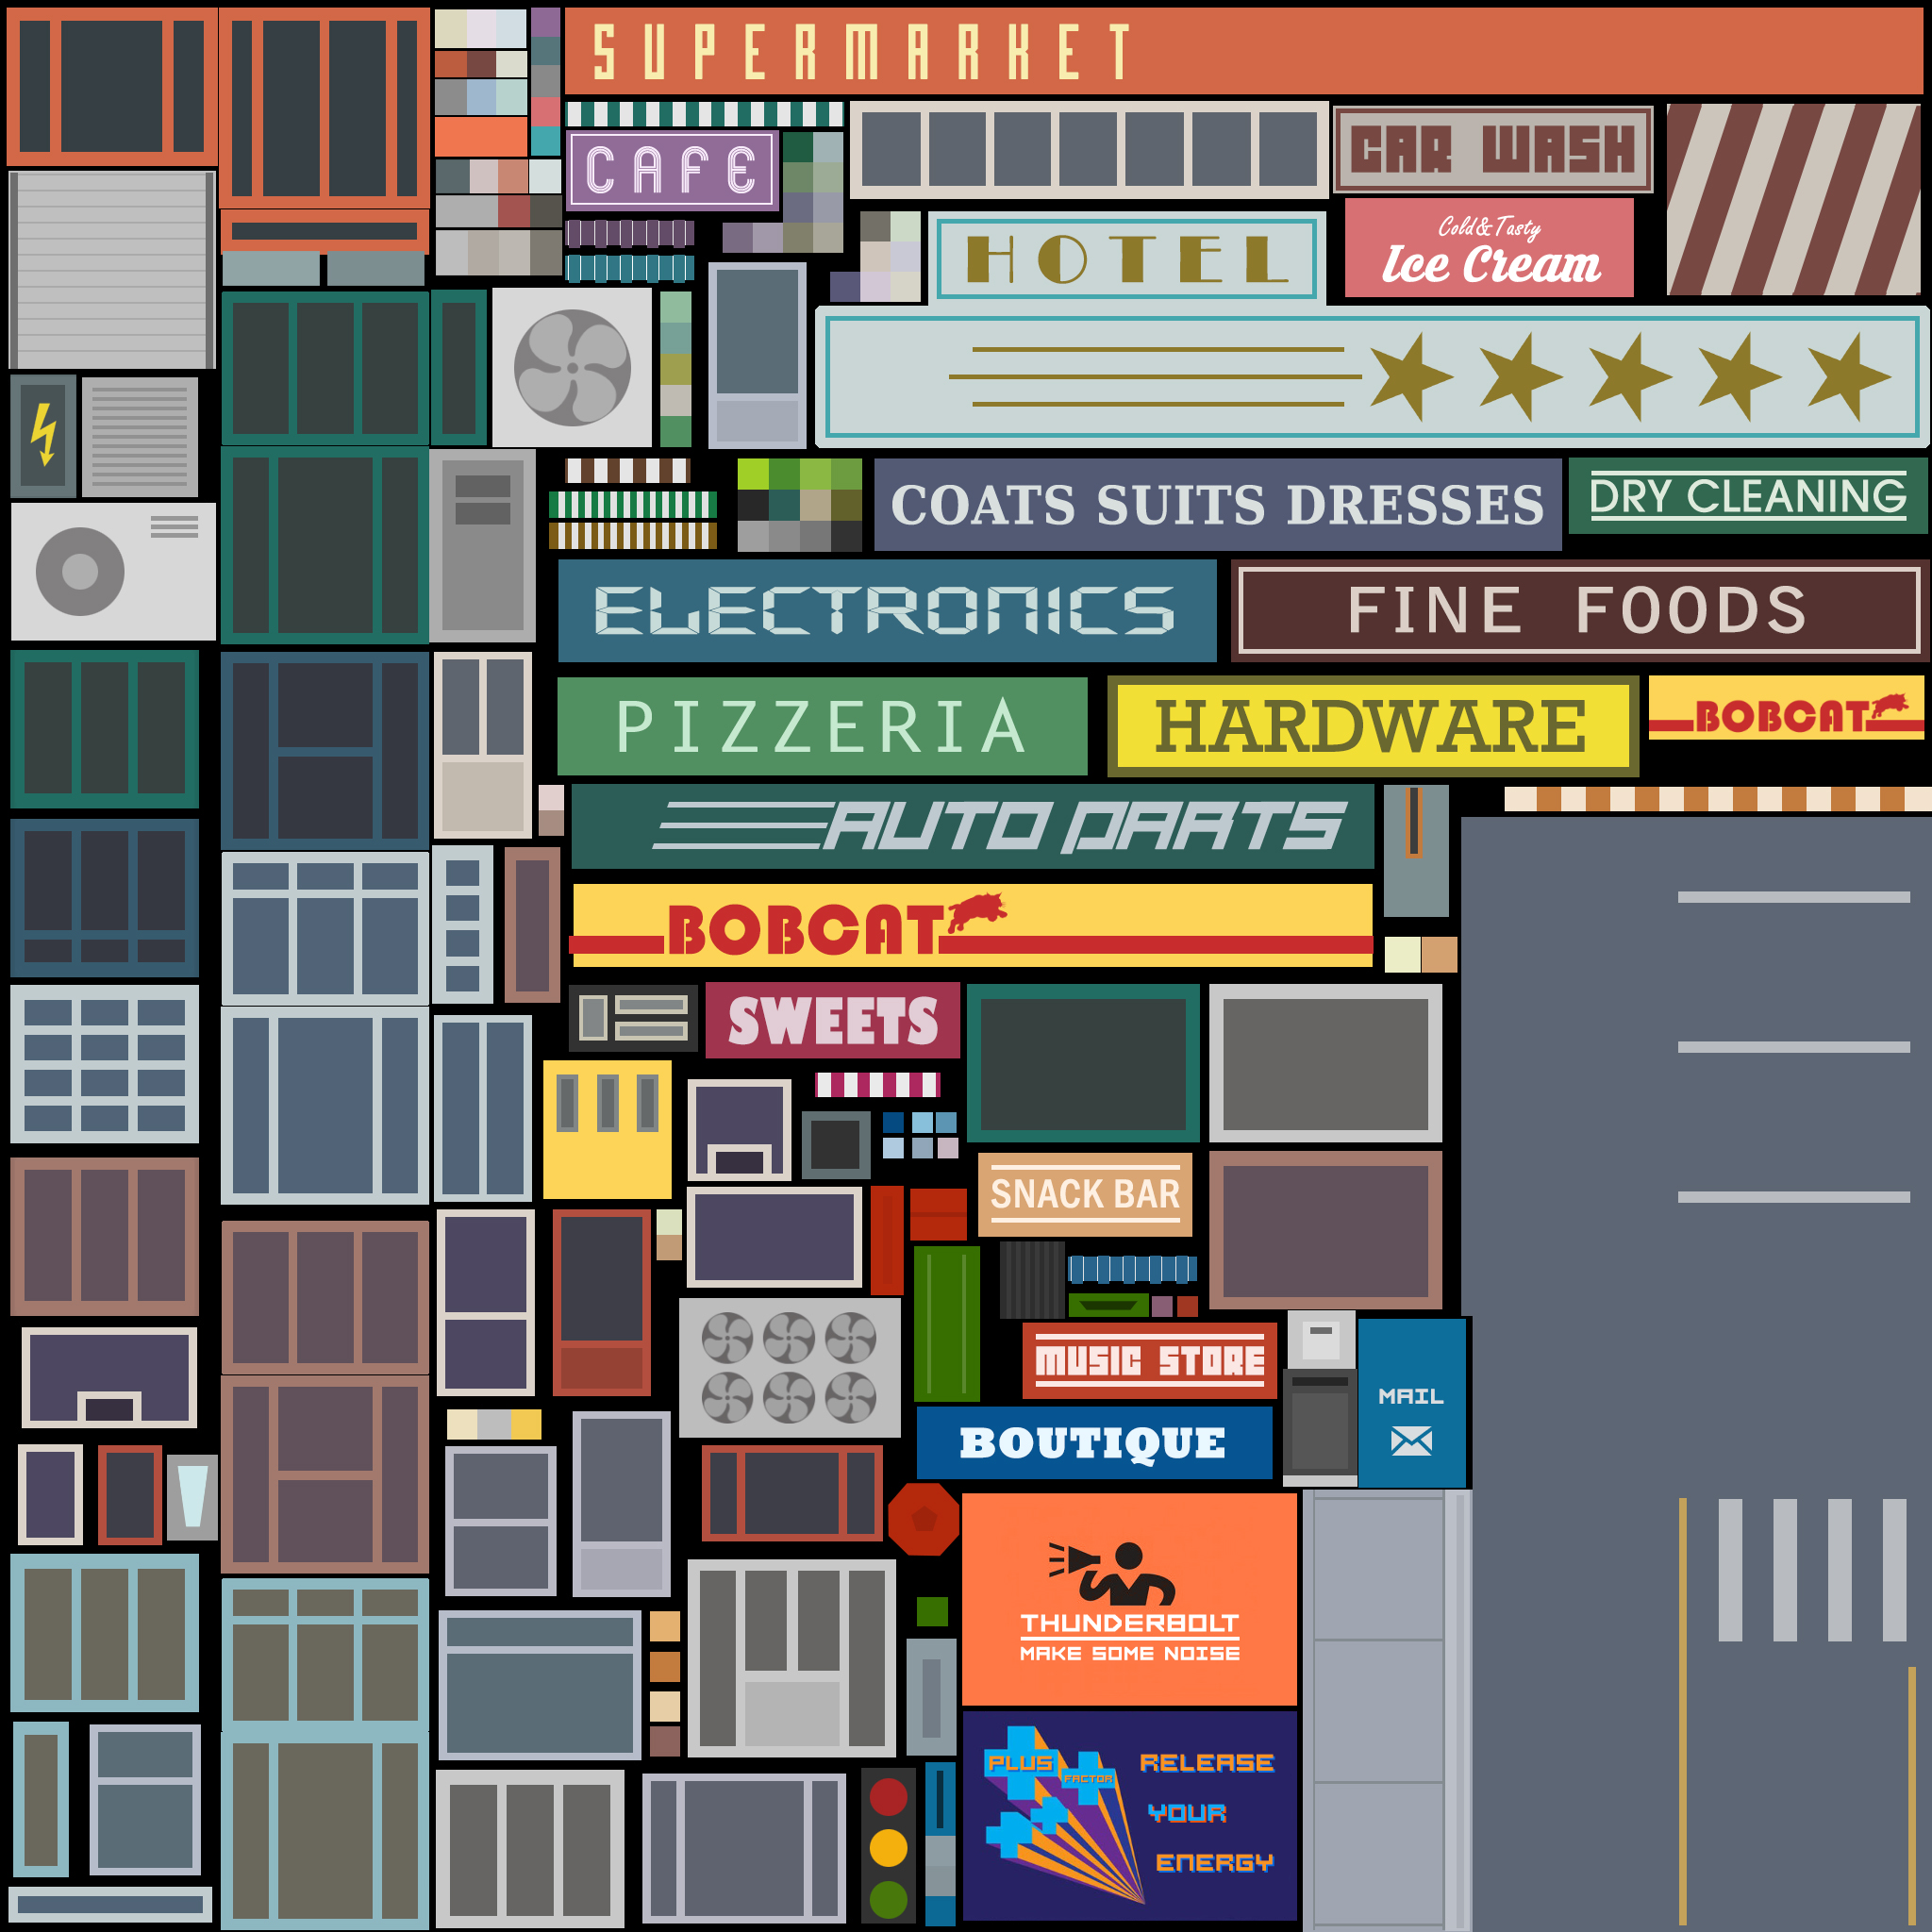 SUPERMARKET
CAFE
CAR WASH
Cold & Tasty
Ice Cream
HOTEL
COATS SUITS DRESSES
DRY CLEANING
ELECTRONICS
FINE FOODS
PIZZERIA
HARDWARE
BOBCAT
AUTO PARTS
BOBCAT
SWEETS
SNACK BAR
MUSIC STORE
MAIL
BOUTIQUE
THUNDERBOLT
MAKE SOME NOISE
PLUS
FACTOR
RELEASE
YOUR
ENERGY